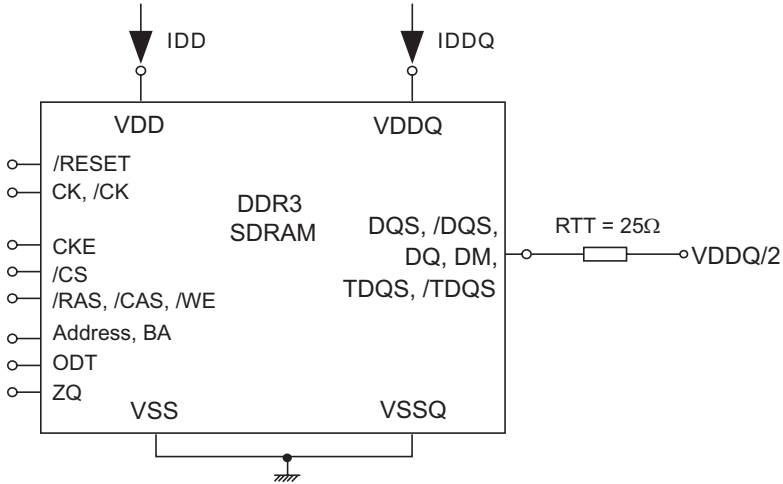 IDD
IDDQ
VDD
VDDQ
/RESET
CK, /CK
DDR3
SDRAM
DQS, /DQS,
DQ, DM,
TDQS, /TDQS
RTT = 25Ω
VDDQ/2
CKE
/CS
/RAS, /CAS, /WE
Address, BA
ODT
ZQ
VSS
VSSQ